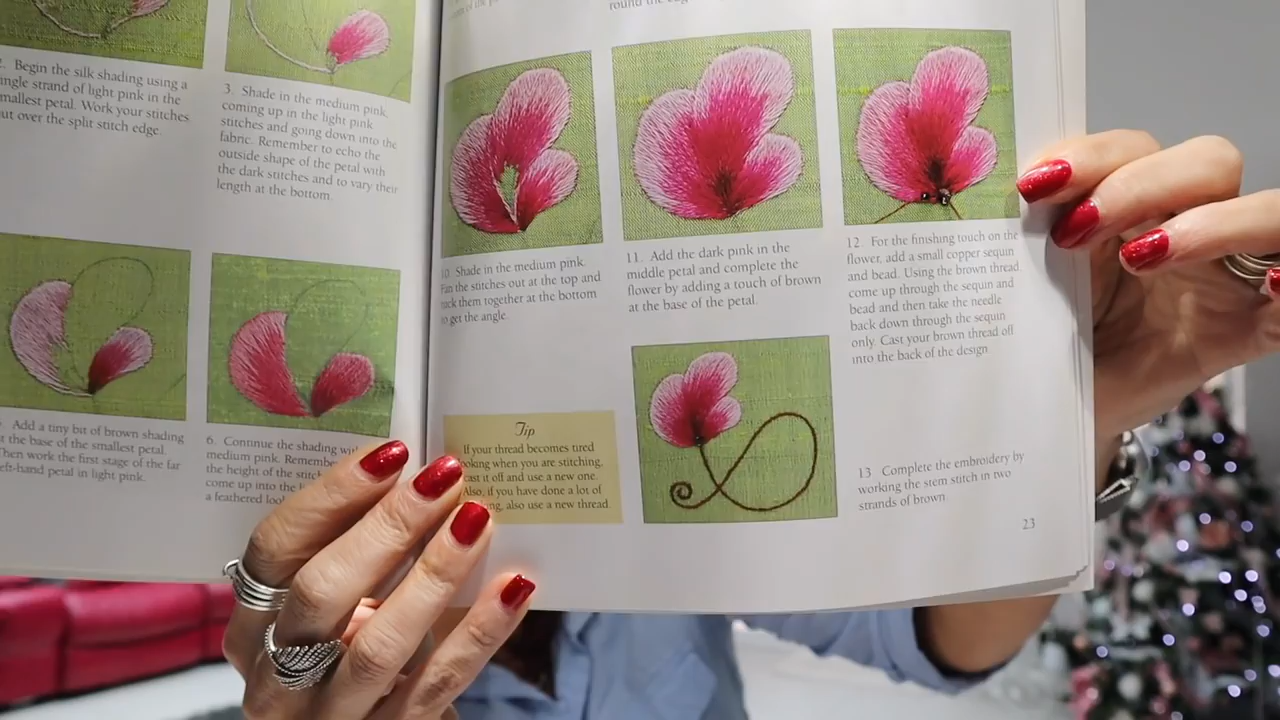 2. Begin the silk shading using a
single strand of light pink in the
smallest petal. Work your stitches
out over the split stitch edge.
3. Shade in the medium pink,
coming up in the light pink
stitches and going down into the
fabric. Remember to echo the
outside shape of the petal with
the dark stitches and to vary their
length at the bottom.
Add a tiny bit of brown shading
at the base of the smallest petal.
Then work the first stage of the far
left-hand petal in light pink.
6. Continue the shading with
medium pink. Remember
the height of the stitch
come up into the
a feathered look
round the edge
10 Shade in the medium pink.
Fan the stitches out at the top and
pack them together at the bottom
to get the angle.
11. Add the dark pink in the
middle petal and complete the
flower by adding a touch of brown
at the base of the petal.
12. For the finishing touch on the
flower, add a small copper sequin
and bead. Using the brown thread
come up through the sequin and
bead and then take the needle
back down through the sequin
only. Cast your brown thread off
into the back of the design.
Tip
If your thread becomes tired
looking when you are stitching,
cast it off and use a new one.
Also, if you have done a lot of
also use a new thread.
13 Complete the embroidery by
working the stem stitch in two
strands of brown.
23